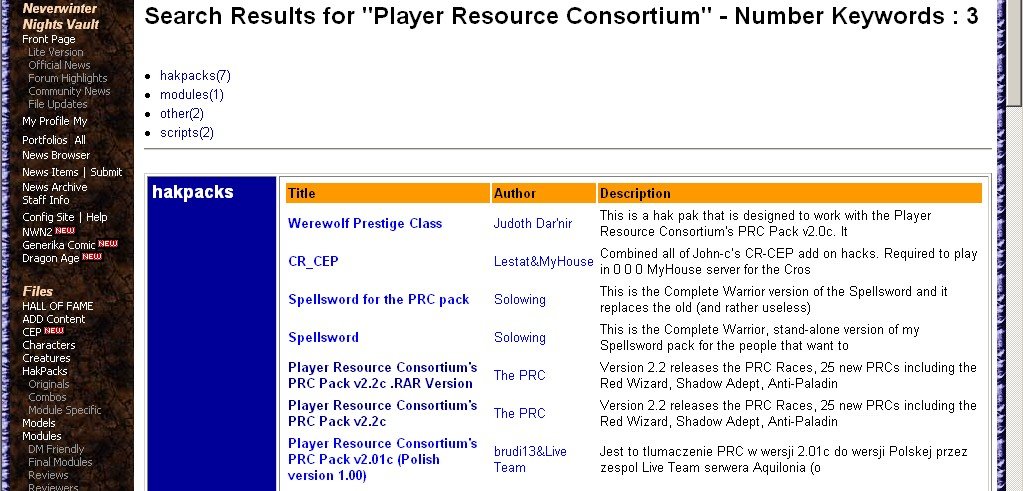 Neverwinter
Nights Vault
Front Page
Lite Version
Official News
Forum Highlights
Community News
File Updates
My Profile My
Portfolios All
News Browser
News Items | Submit
News Archive
Staff Info
Config Site | Help
NWN2 NEW
Generika Comic NEW
Dragon Age NEW
Files
HALL OF FAME
ADD Content
CEP NEW
Characters
Creatures
HakPacks
Originals
Combos
Module Specific
Models
Modules
DM Friendly
Final Modules
Reviews
Reviewers
Search Results for "Player Resource Consortium" - Number Keywords : 3
hakpacks(7)
modules(1)
other(2)
scripts(2)
hakpacks
Title Author Description
Werewolf Prestige Class Judoth Dar'nir This is a hak pak that is designed to work with the Player
Resource Consortium's PRC Pack v2.0c. It
CR_CEP Lestat&MyHouse Combined all of John-c's CR-CEP add on hacks. Required to play
in 0 0 0 MyHouse server for the Cros
Spellsword for the PRC pack Solowing This is the Complete Warrior version of the Spellsword and it
replaces the old (and rather useless)
Spellsword Solowing This is the Complete Warrior, stand-alone version of my
Spellsword pack for the people that want to
Player Resource Consortium's
PRC Pack v2.2c .RAR Version The PRC Version 2.2 releases the PRC Races, 25 new PRCs including the
Red Wizard, Shadow Adept, Anti-Paladin
Player Resource Consortium's
PRC Pack v2.2c The PRC Version 2.2 releases the PRC Races, 25 new PRCs including the
Red Wizard, Shadow Adept, Anti-Paladin
Player Resource Consortium's
PRC Pack v2.01c (Polish
version 1.00) brudi13&Live
Team Jest to tlumaczenie PRC w wersji 2.01c do wersji Polskej przez
zespol Live Team serwera Aquilonia (o